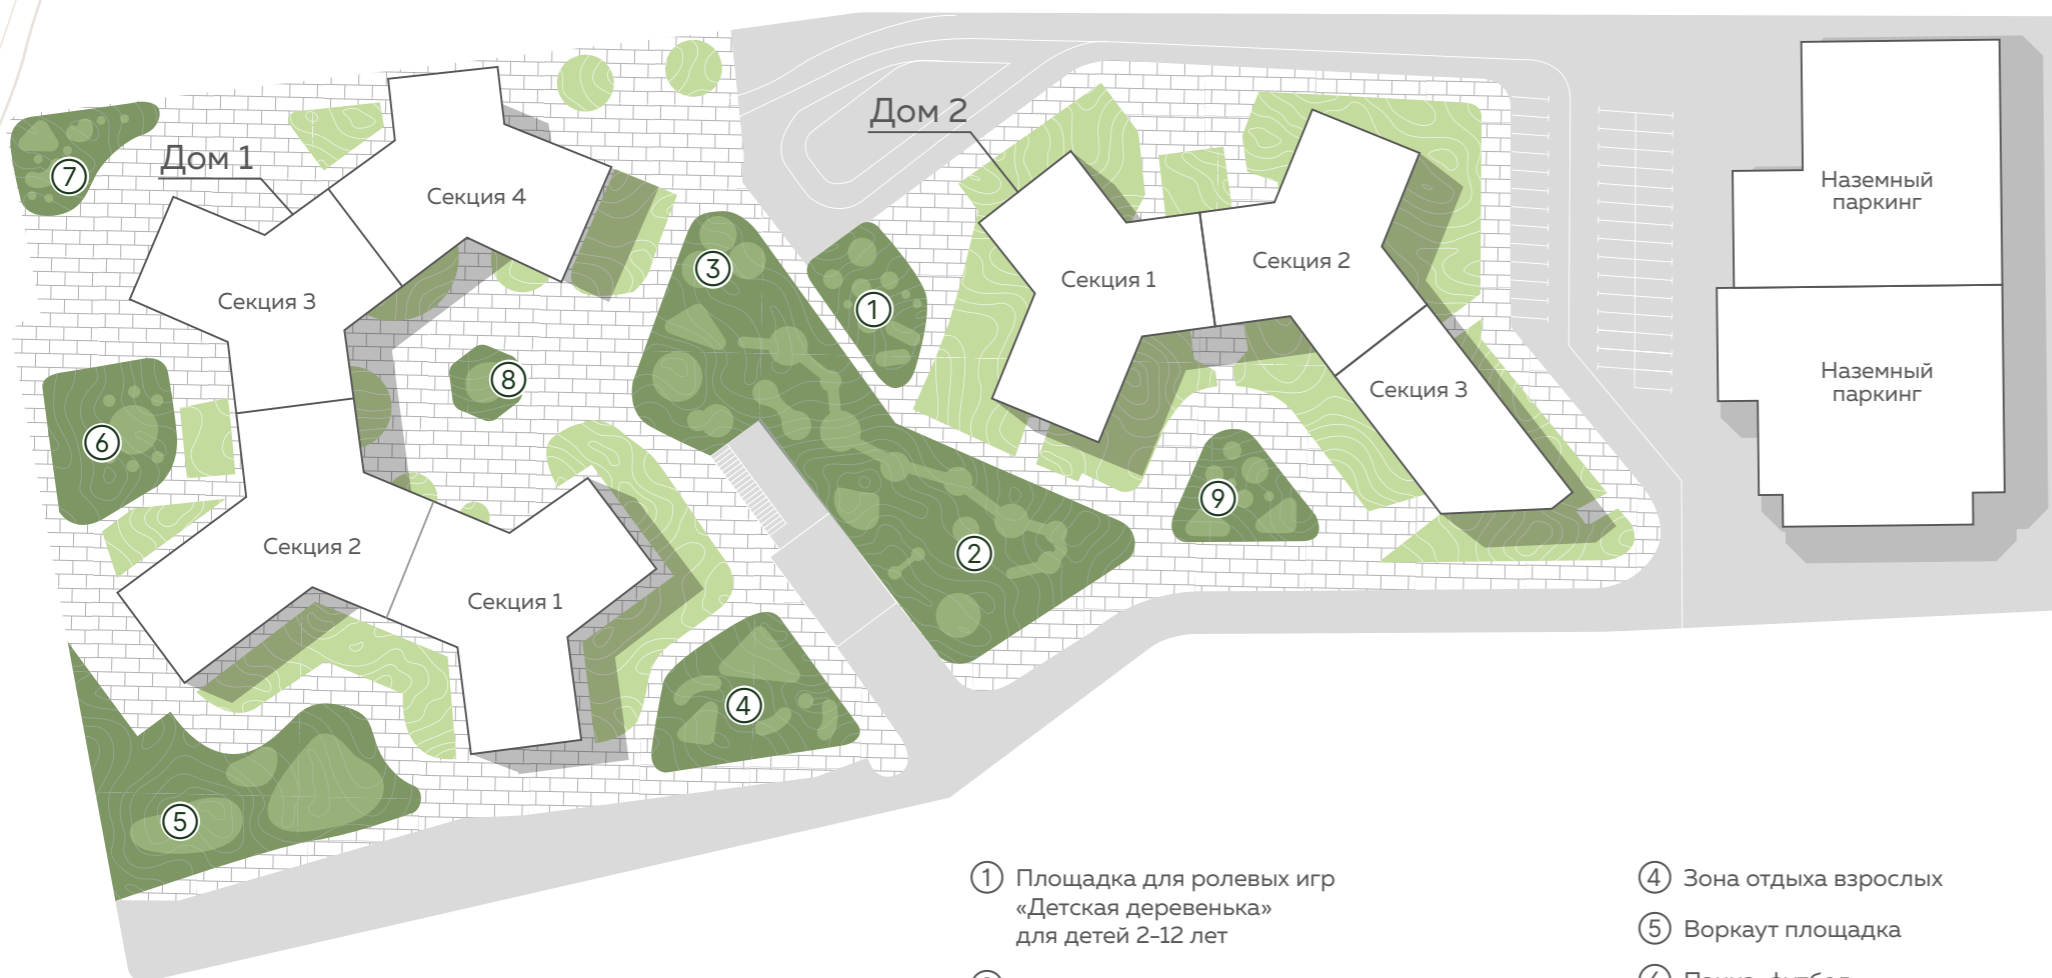 Дом 2
Дом 1
7
Секция 4
Наземный
паркинг
3
Секция 2
Секция 1
Секция 3
1
8
Наземный
паркинг
Секция 3
6
9
Секция 2
2
Секция 1
4
5
1 Площадка для ролевых игр
«Детская деревенька»
для детей 2-12 лет
4 Зона отдыха взрослых
5 Воркаут площадка